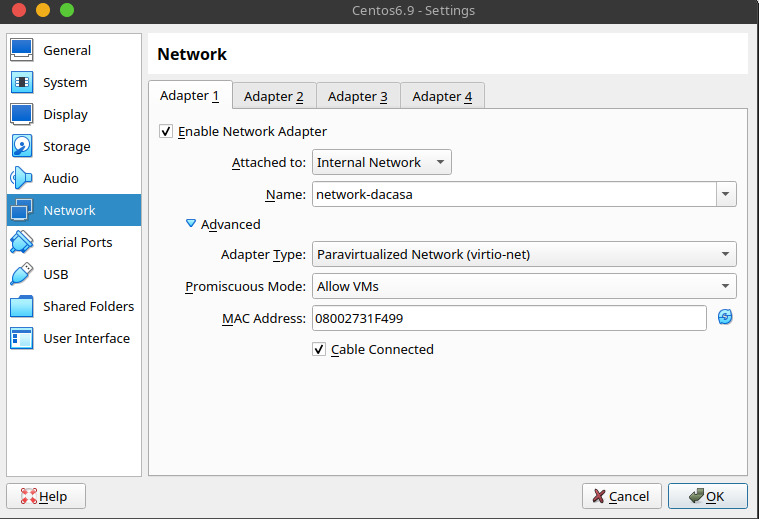 Centos6.9 - Settings
General
System
Display
Storage
Audio
Network
Serial Ports
USB
Shared Folders
User Interface
Network
Adapter 1 Adapter 2 Adapter 3 Adapter 4
Enable Network Adapter
Attached to: Internal Network
Name: network-dacasa
Advanced
Adapter Type: Paravirtualized Network (virtio-net)
Promiscuous Mode: Allow VMs
MAC Address: 08002731F499
Cable Connected
Help Cancel OK